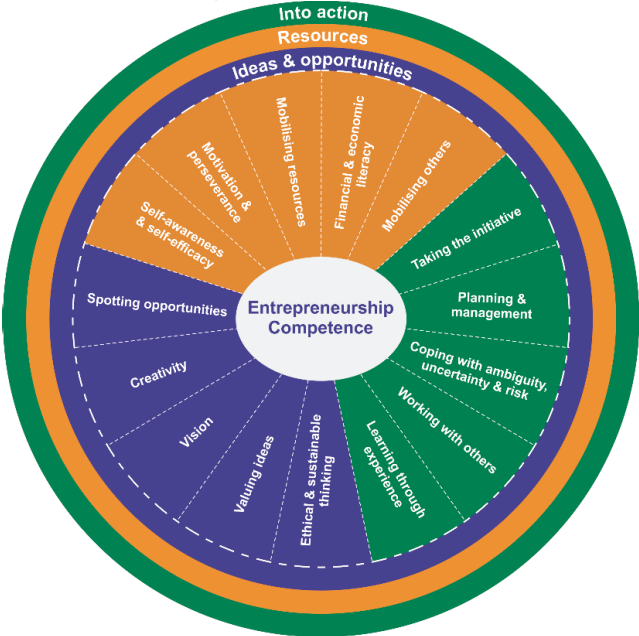 Into action
Resources
Ideas & opportunities
Self-awareness
& self-efficacy
Motivation &
perseverance
Mobilising resources
Financial & economic
literacy
Mobilising others
Taking the initiative
Planning &
management
Coping with ambiguity,
uncertainty & risk
Working with others
Learning through
experience
Ethical & sustainable
thinking
Valuing ideas
Vision
Creativity
Spotting opportunities
Entrepreneurship
Competence